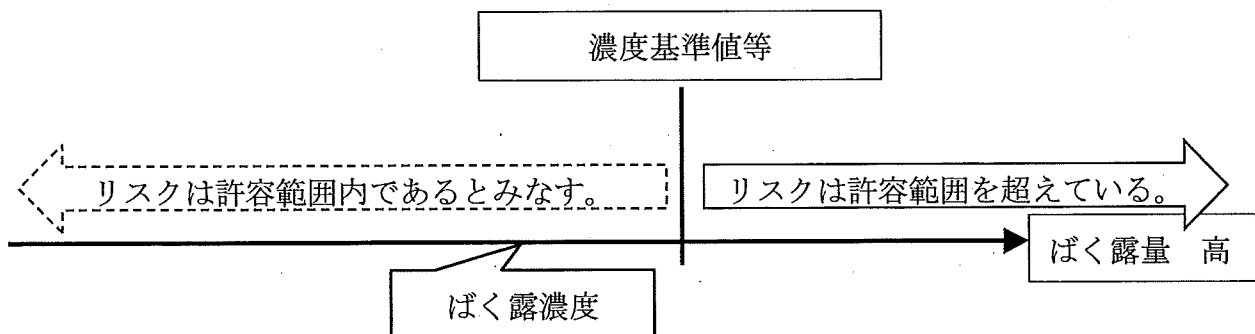 濃度基準値等
リスクは許容範囲内であるとみなす。
リスクは許容範囲を超えている。
ばく露量　高
ばく露濃度